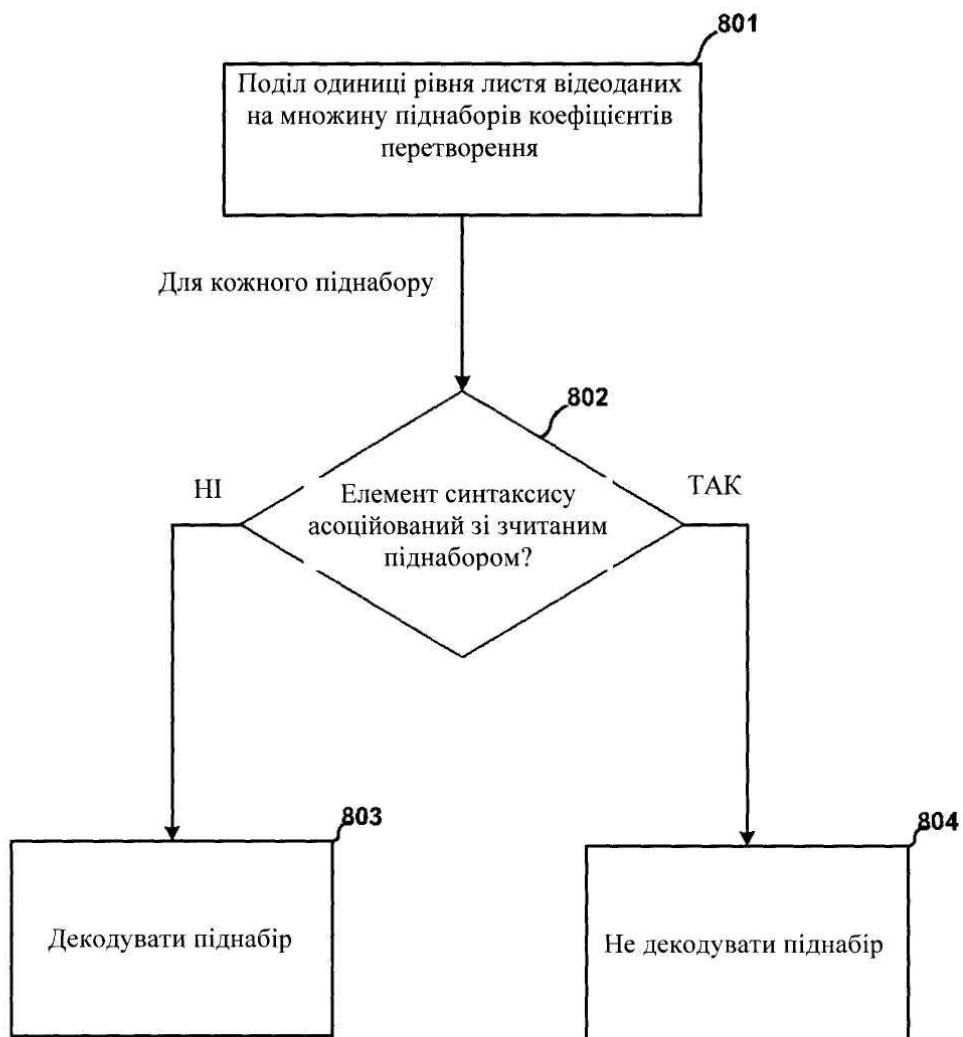 801
Поділ одиниці рівня листя відеоданих
на множину піднаборів коефіцієнтів
перетворення
Для кожного піднабору
802
НІ
ТАК
Елемент синтаксису
асоційований зі зчитаним
піднабором?
803
804
Декодувати піднабір
Не декодувати піднабір